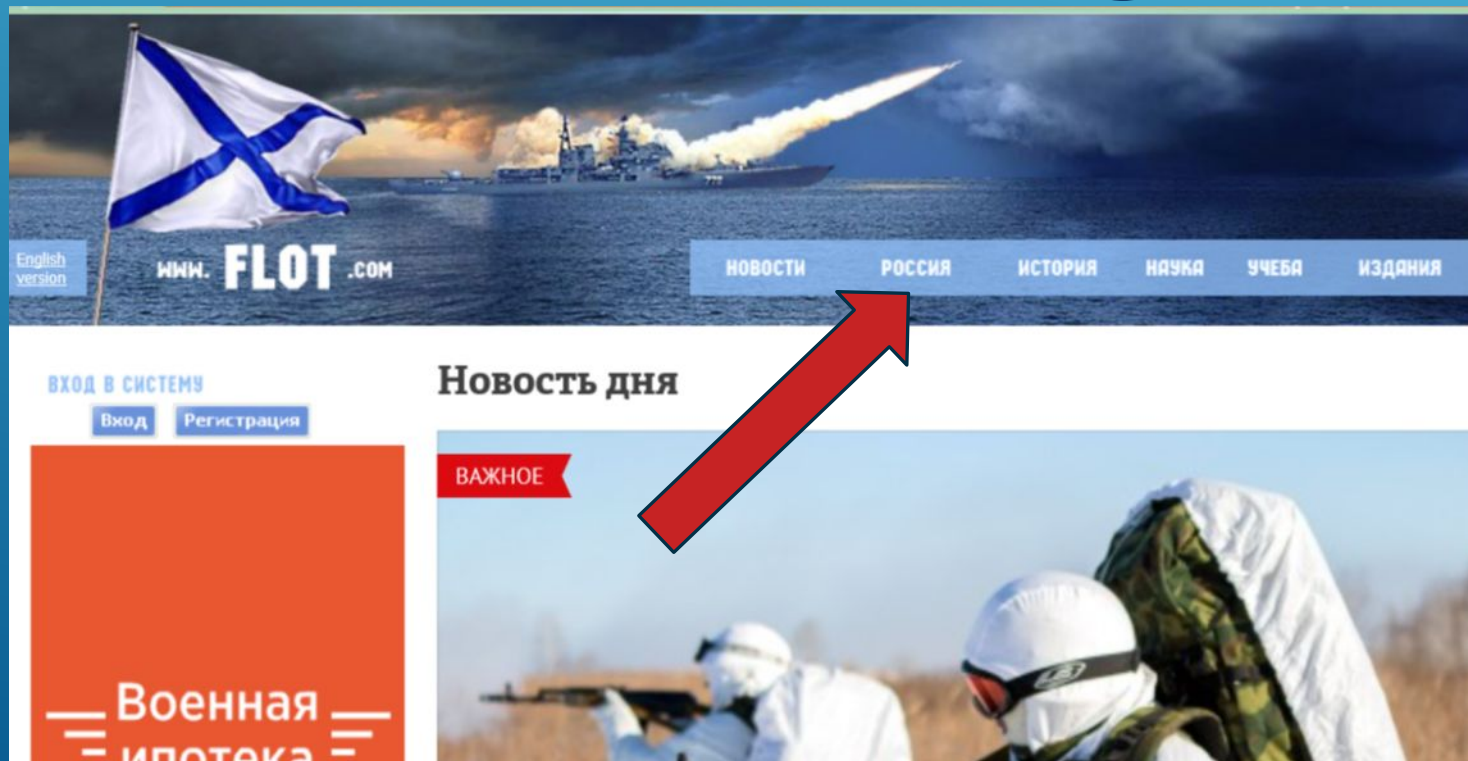 English
version
www. FLOT .com
НОВОСТИ РОССИЯ ИСТОРИЯ НАУКА УЧЕБА ИЗДАНИЯ
ВХОД В СИСТЕМУ
Вход Регистрация
Новость дня
ВАЖНОЕ
Военная
ипотека